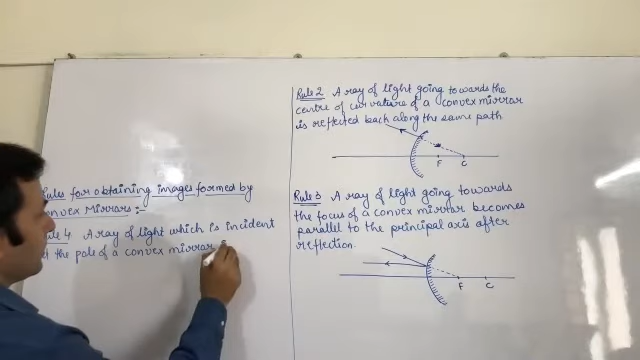 Rules for obtaining images formed by
Convex Mirrors:-
Rule 4 A ray of light which is incident
at the pole of a convex mirror
Rule 2 A ray of light going towards the
centre of curvature of a convex mirror
is reflected back along the same path
F C
Rule 3 A ray of light going towards
the focus of a convex mirror becomes
parallel to the principal axis after
reflection.
F C